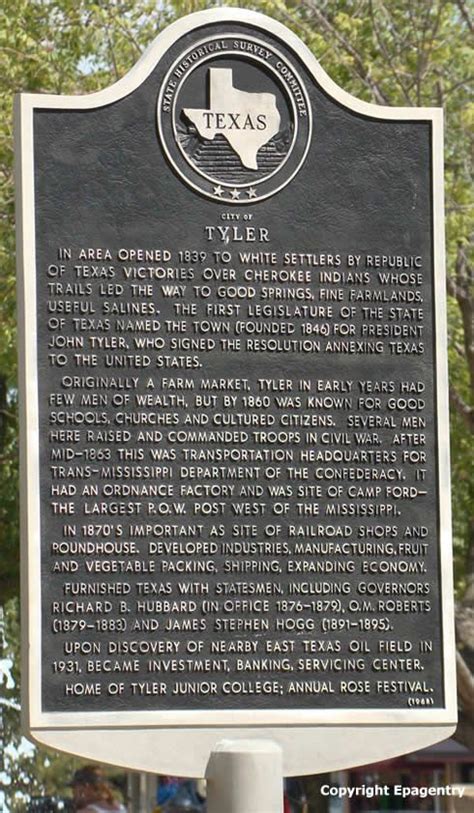 STATE HISTORICAL SURVEY COMMITTEE
TEXAS
CITY OF
TYLER
IN AREA OPENED 1839 TO WHITE SETTLERS BY REPUBLIC
OF TEXAS VICTORIES OVER CHEROKEE INDIANS WHOSE
TRAILS LED THE WAY TO GOOD SPRINGS, FINE FARMLANDS,
USEFUL SALINES. THE FIRST LEGISLATURE OF THE STATE
OF TEXAS NAMED THE TOWN (FOUNDED 1846) FOR PRESIDENT
JOHN TYLER, WHO SIGNED THE RESOLUTION ANNEXING TEXAS
TO THE UNITED STATES.
ORIGINALLY A FARM MARKET, TYLER IN EARLY YEARS HAD
FEW MEN OF WEALTH, BUT BY 1860 WAS KNOWN FOR GOOD
SCHOOLS, CHURCHES AND CULTURED CITIZENS. SEVERAL MEN
HERE RAISED AND COMMANDED TROOPS IN CIVIL WAR. AFTER
MID-1863 THIS WAS TRANSPORTATION HEADQUARTERS FOR
TRANS-MISSISSIPPI DEPARTMENT OF THE CONFEDERACY. IT
HAD AN ORDNANCE FACTORY AND WAS SITE OF CAMP FORD—
THE LARGEST P.O.W. POST WEST OF THE MISSISSIPPI.
IN 1870'S IMPORTANT AS SITE OF RAILROAD SHOPS AND
ROUNDHOUSE. DEVELOPED INDUSTRIES, MANUFACTURING, FRUIT
AND VEGETABLE PACKING, SHIPPING, EXPANDING ECONOMY.
FURNISHED TEXAS WITH STATESMEN, INCLUDING GOVERNORS
RICHARD B. HUBBARD (IN OFFICE 1876-1879), O.M. ROBERTS
(1879-1883) AND JAMES STEPHEN HOGG (1891-1895).
UPON DISCOVERY OF NEARBY EAST TEXAS OIL FIELD IN
1931, BECAME INVESTMENT, BANKING, SERVICING CENTER.
HOME OF TYLER JUNIOR COLLEGE; ANNUAL ROSE FESTIVAL.
(1968)
Copyright Epagentry